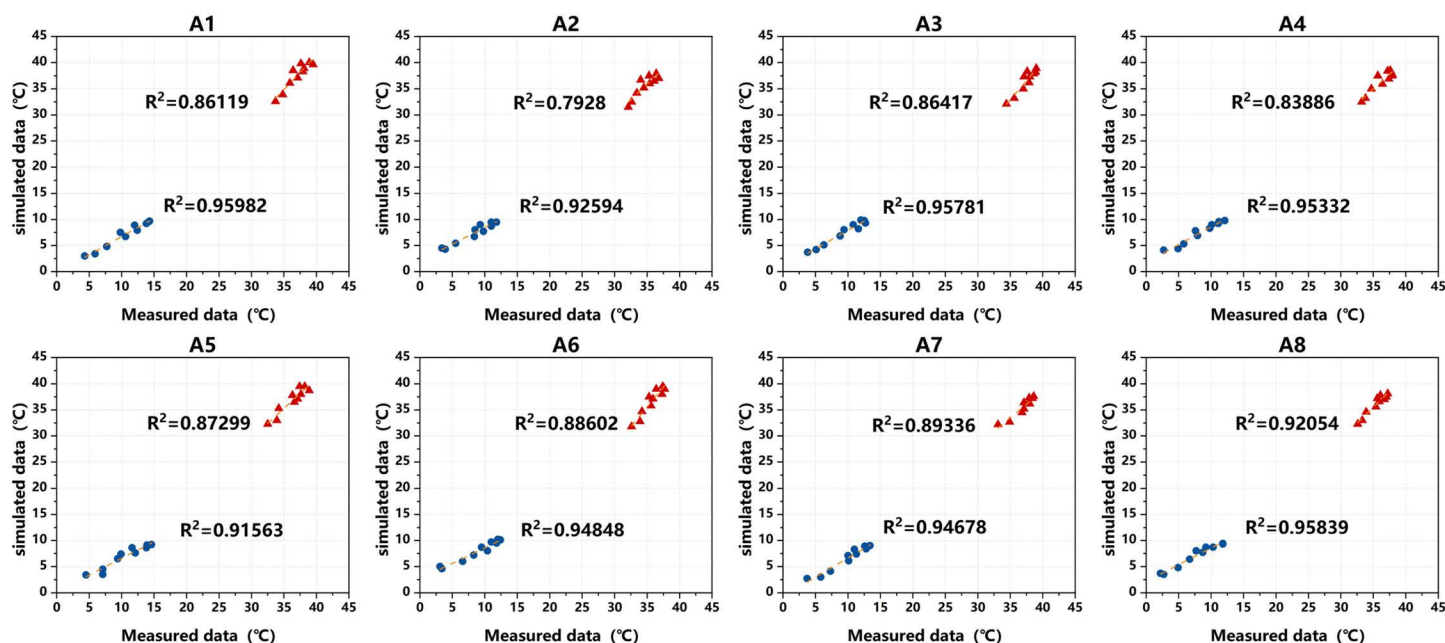 A1
A2
A3
A4
simulated data (℃)
45
40
35
30
25
20
15
10
5
0
R²=0.86119
R²=0.95982
0 5 10 15 20 25 30 35 40 45
Measured data (℃)
simulated data (℃)
45
40
35
30
25
20
15
10
5
0
R²=0.7928
R²=0.92594
0 5 10 15 20 25 30 35 40 45
Measured data (℃)
simulated data (℃)
45
40
35
30
25
20
15
10
5
0
R²=0.86417
R²=0.95781
0 5 10 15 20 25 30 35 40 45
Measured data (℃)
simulated data (℃)
45
40
35
30
25
20
15
10
5
0
R²=0.83886
R²=0.95332
0 5 10 15 20 25 30 35 40 45
Measured data (℃)
A5
A6
A7
A8
simulated data (℃)
45
40
35
30
25
20
15
10
5
0
R²=0.87299
R²=0.91563
0 5 10 15 20 25 30 35 40 45
Measured data (℃)
simulated data (℃)
45
40
35
30
25
20
15
10
5
0
R²=0.88602
R²=0.94848
0 5 10 15 20 25 30 35 40 45
Measured data (℃)
simulated data (℃)
45
40
35
30
25
20
15
10
5
0
R²=0.89336
R²=0.94678
0 5 10 15 20 25 30 35 40 45
Measured data (℃)
simulated data (℃)
45
40
35
30
25
20
15
10
5
0
R²=0.92054
R²=0.95839
0 5 10 15 20 25 30 35 40 45
Measured data (℃)